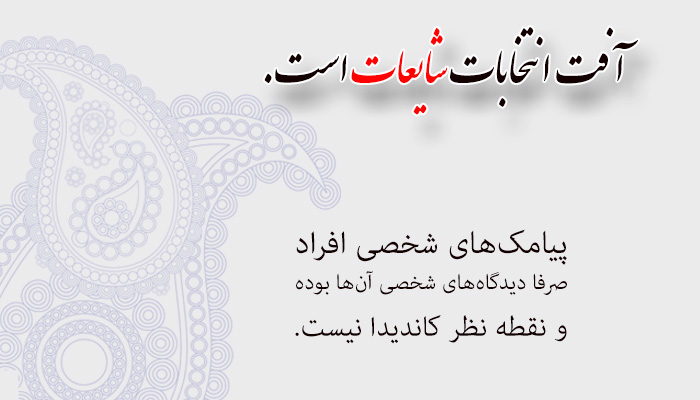 آفت انتخابات شایعات است.
پیامک‌های شخصی افراد
صرفا دیدگاه‌های شخصی آن‌ها بوده
و نقطه نظر کاندیدا نیست.